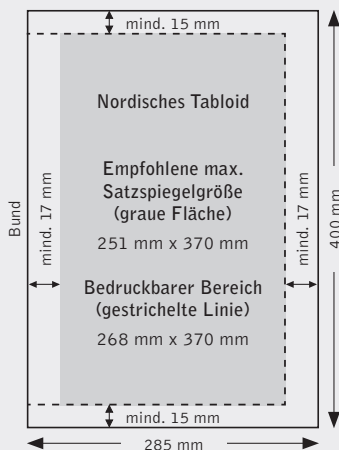 mind. 15 mm
Nordisches Tabloid
Empfohlene max.
Satzspiegelgröße
(graue Fläche)
251 mm x 370 mm
Bedruckbarer Bereich
(gestrichelte Linie)
268 mm x 370 mm
Bund
mind. 17 mm
mind. 17 mm
400 mm
mind. 15 mm
285 mm